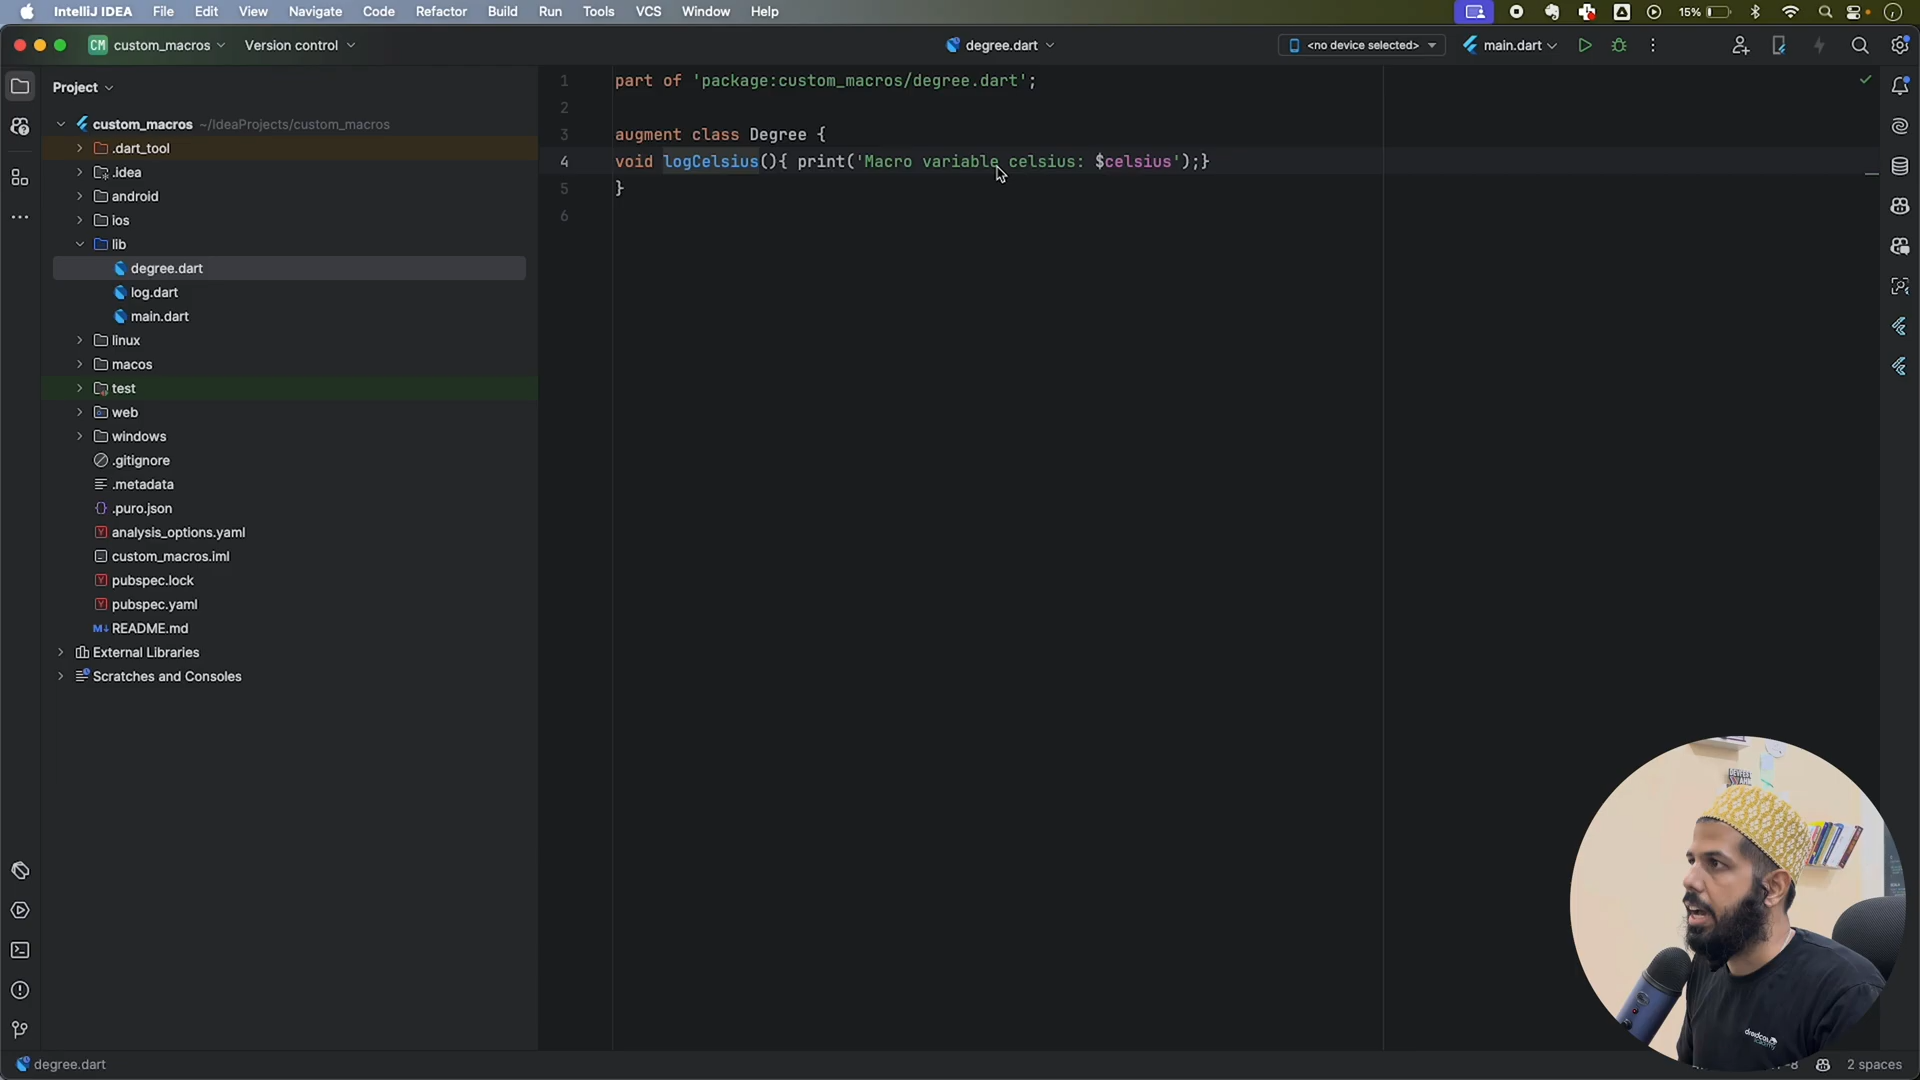 IntelliJ IDEA File Edit View Navigate Code Refactor Build Run Tools VCS Window Help 15%
CM custom_macros Version control degree.dart <no device selected> main.dart
Project
custom_macros ~/IdeaProjects/custom_macros
.dart_tool
.idea
android
ios
lib
degree.dart
log.dart
main.dart
linux
macos
test
web
windows
.gitignore
.metadata
.puro.json
analysis_options.yaml
custom_macros.iml
pubspec.lock
pubspec.yaml
M↓ README.md
External Libraries
Scratches and Consoles
1 part of 'package:custom_macros/degree.dart';
2
3 augment class Degree {
4 void logCelsius(){ print('Macro variable celsius: $celsius');}
5 }
6
droidcon
academy
degree.dart
2 spaces